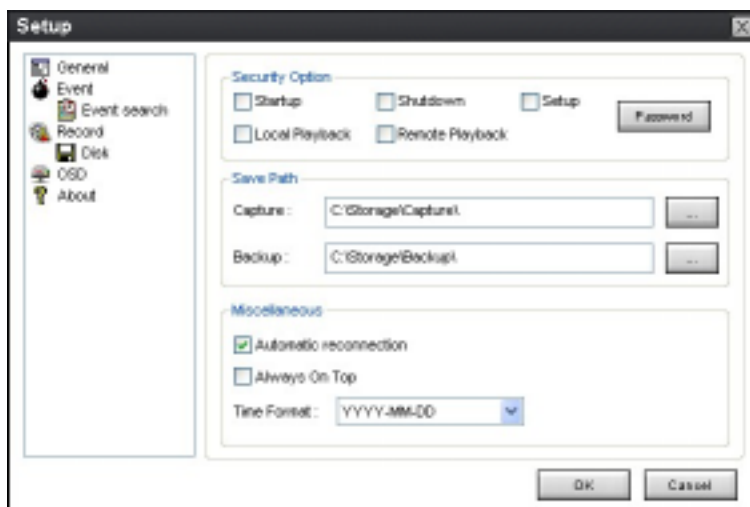 Setup
General
Event
Event search
Record
Disk
OSD
About
Security Option
Startup Shutdown Setup
Password
Local Playback Remote Playback
Save Path
Capture : C:\Storage\Capture\ ...
Backup : C:\Storage\Backup\ ...
Miscellaneous
Automatic reconnection
Always On Top
Time Format : YYYY-MM-DD
OK Cancel